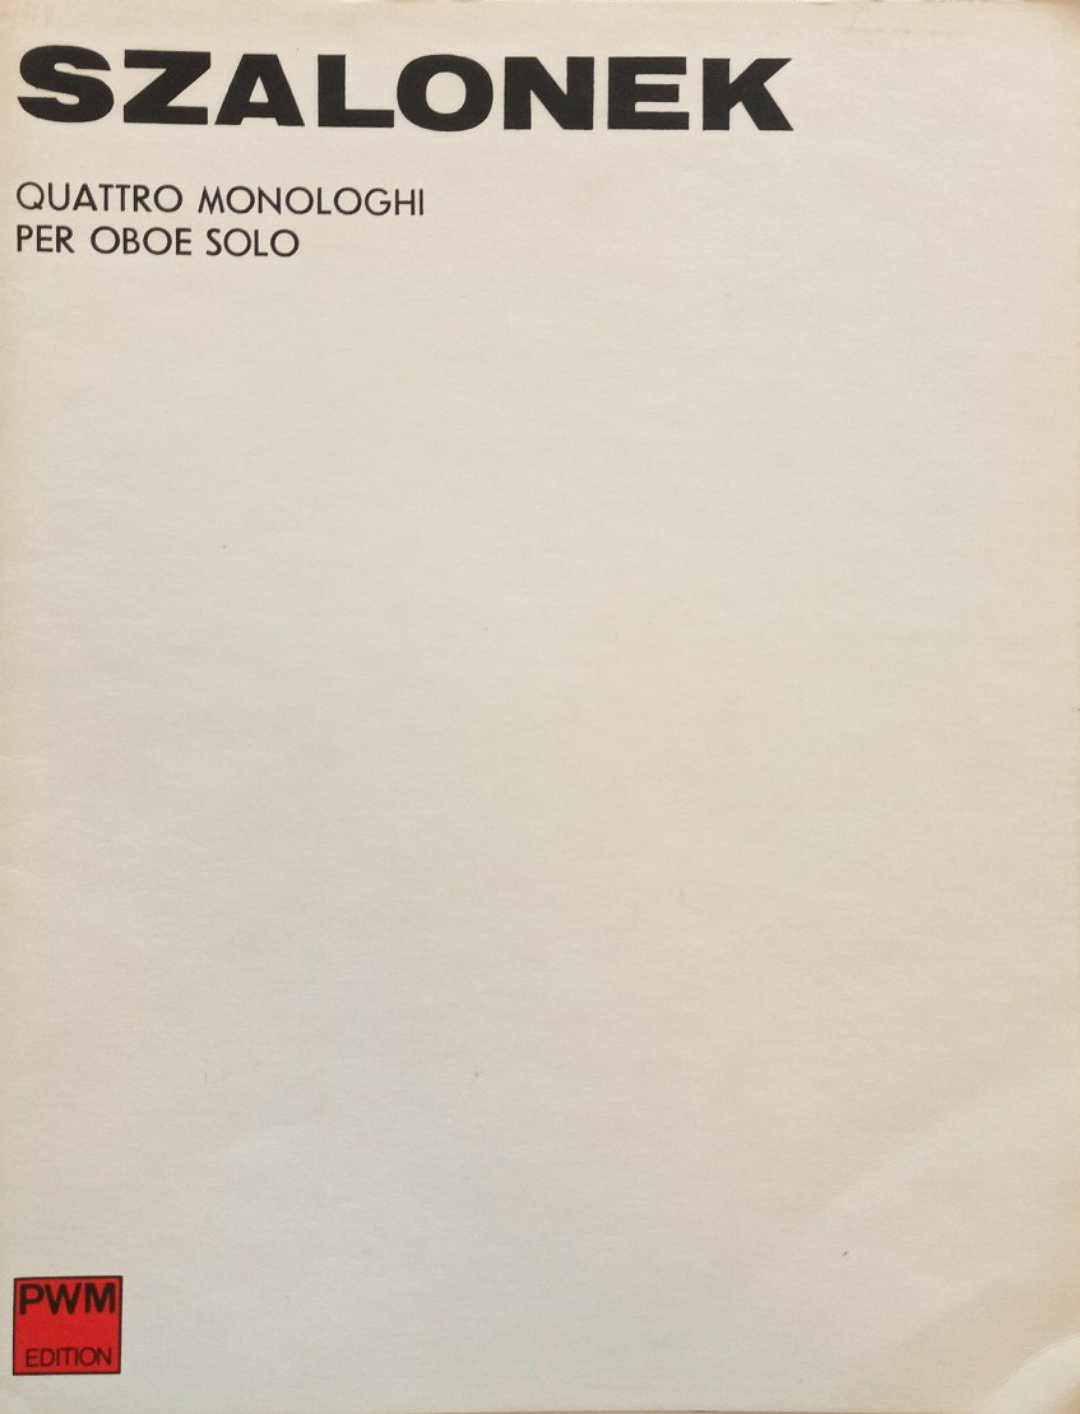 SZALONEK
QUATTRO MONOLOGHI
PER OBOE SOLO
PWM
EDITION